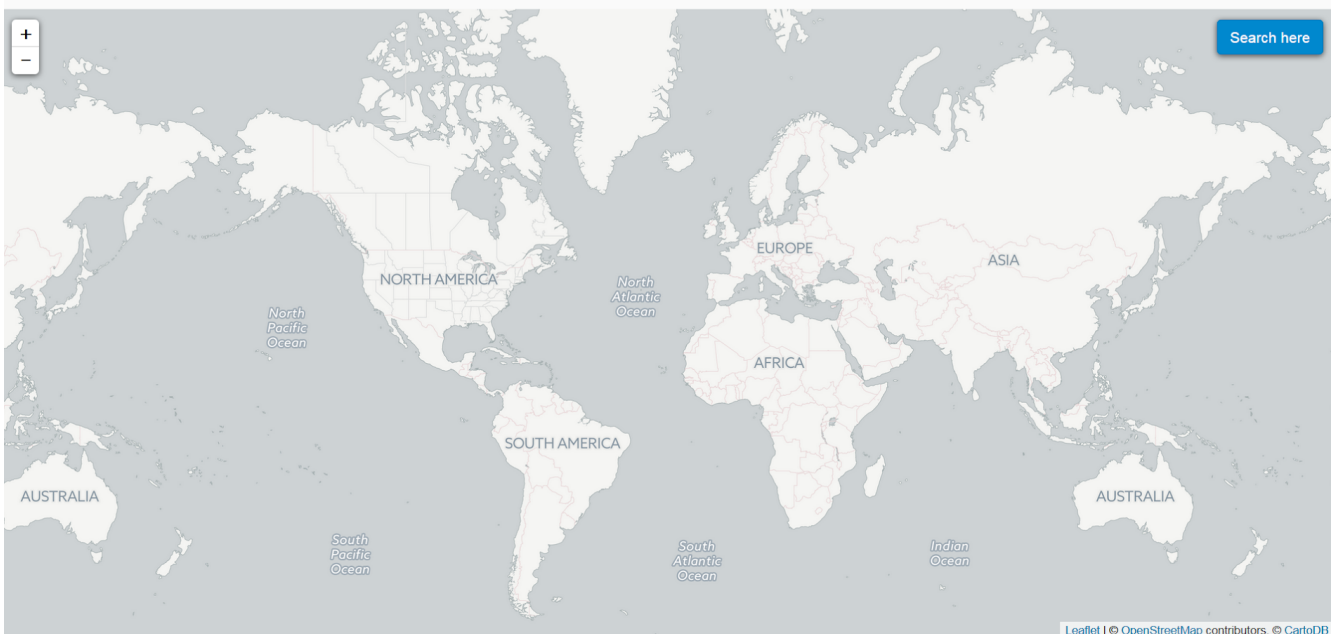 +
−
Search here
EUROPE
ASIA
NORTH AMERICA
North
Atlantic
Ocean
North
Pacific
Ocean
AFRICA
SOUTH AMERICA
AUSTRALIA
AUSTRALIA
South
Pacific
Ocean
South
Atlantic
Ocean
Indian
Ocean
Leaflet | © OpenStreetMap contributors, © CartoDB